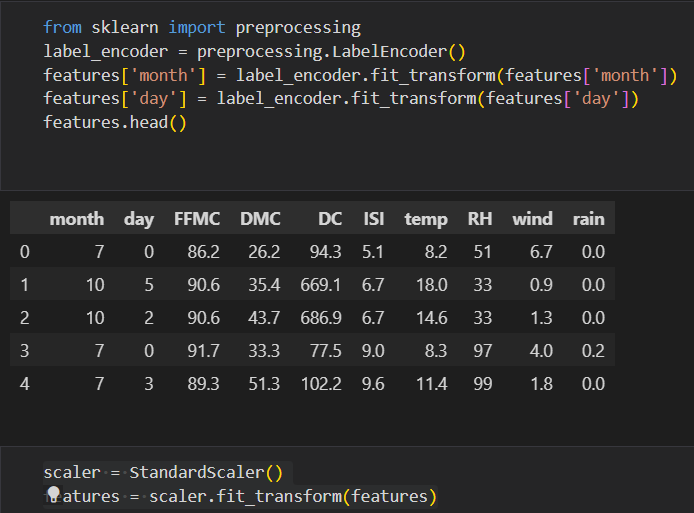 from sklearn import preprocessing
label_encoder = preprocessing.LabelEncoder()
features['month'] = label_encoder.fit_transform(features['month'])
features['day'] = label_encoder.fit_transform(features['day'])
features.head()
month day FFMC DMC DC ISI temp RH wind rain
0 7 0 86.2 26.2 94.3 5.1 8.2 51 6.7 0.0
1 10 5 90.6 35.4 669.1 6.7 18.0 33 0.9 0.0
2 10 2 90.6 43.7 686.9 6.7 14.6 33 1.3 0.0
3 7 0 91.7 33.3 77.5 9.0 8.3 97 4.0 0.2
4 7 3 89.3 51.3 102.2 9.6 11.4 99 1.8 0.0
scaler = StandardScaler()
features = scaler.fit_transform(features)